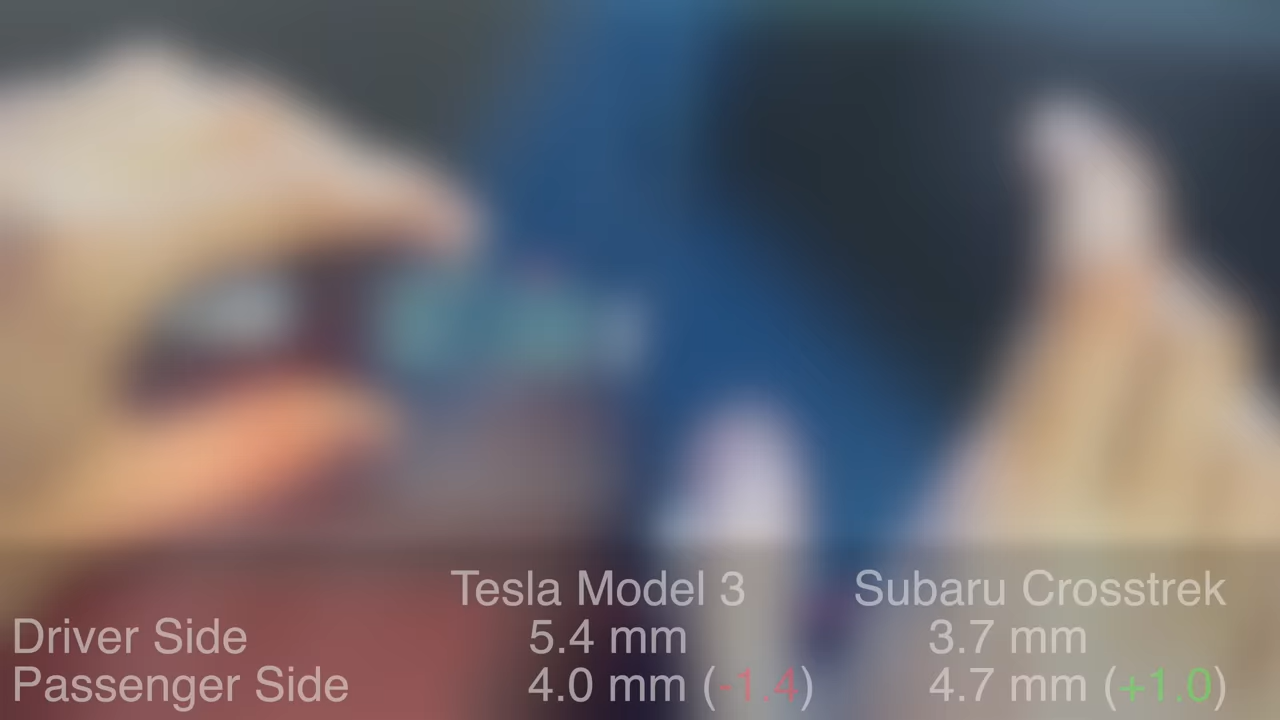 Tesla Model 3 Subaru Crosstrek
Driver Side 5.4 mm 3.7 mm
Passenger Side 4.0 mm (-1.4) 4.7 mm (+1.0)